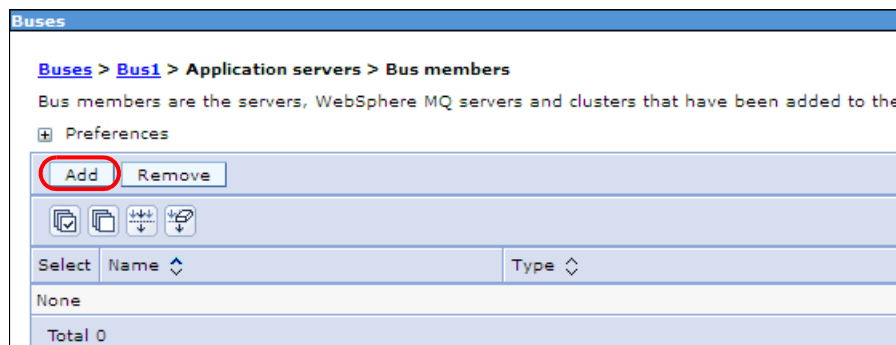 Buses
Buses > Bus1 > Application servers > Bus members
Bus members are the servers, WebSphere MQ servers and clusters that have been added to the
Preferences
Add Remove
Select Name Type
None
Total 0